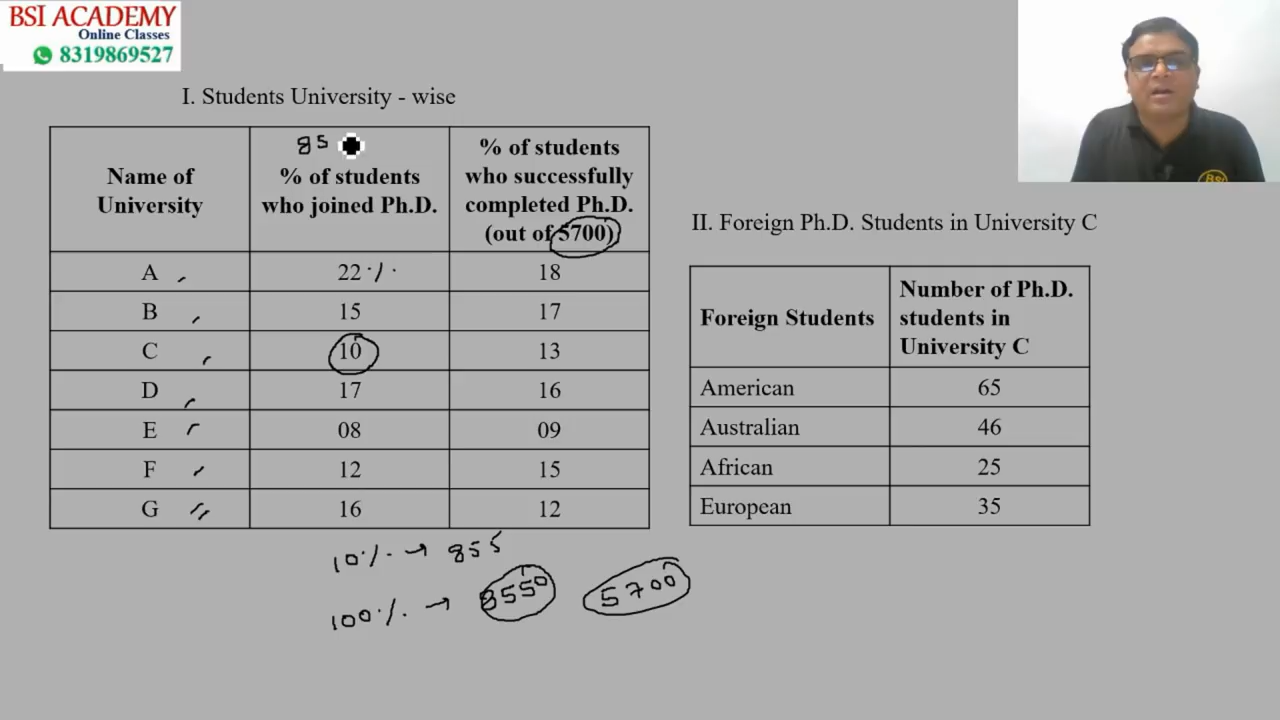 BSI ACADEMY
Online Classes
8319869527
I. Students University - wise
Name of University
85
% of students who joined Ph.D.
% of students who successfully completed Ph.D. (out of 5700)
A 22% 18
B 15 17
C 10 13
D 17 16
E 08 09
F 12 15
G 16 12
10% → 855
100% → 8550 5700
II. Foreign Ph.D. Students in University C
Foreign Students
Number of Ph.D. students in University C
American 65
Australian 46
African 25
European 35
BSI